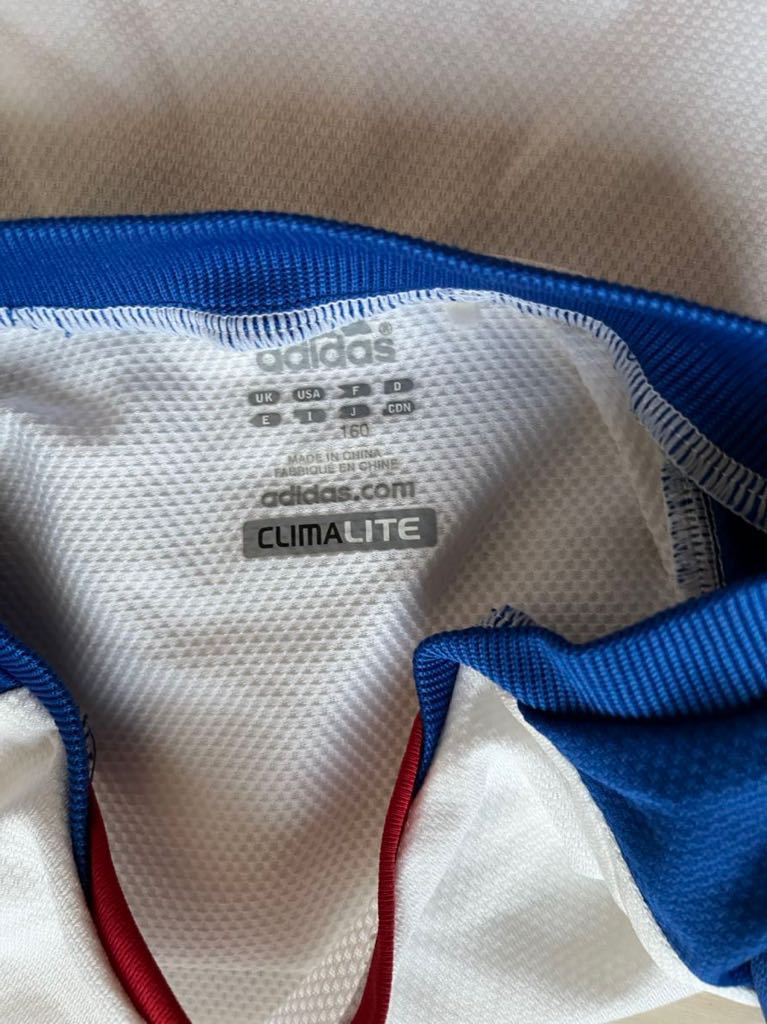 adidas®
UK USA F D
E I J CDN
160
MADE IN CHINA
FABRIQUE EN CHINE
adidas.com
CLIMALITE